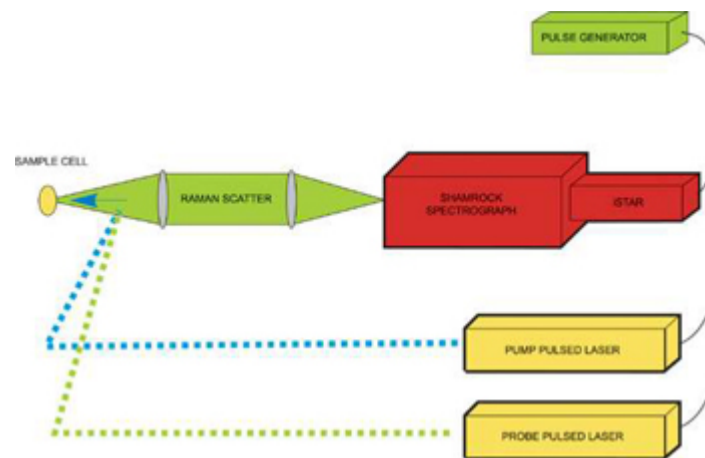 PULSE GENERATOR
SAMPLE CELL
RAMAN SCATTER
SHAMROCK
SPECTROGRAPH
iSTAR
PUMP PULSED LASER
PROBE PULSED LASER